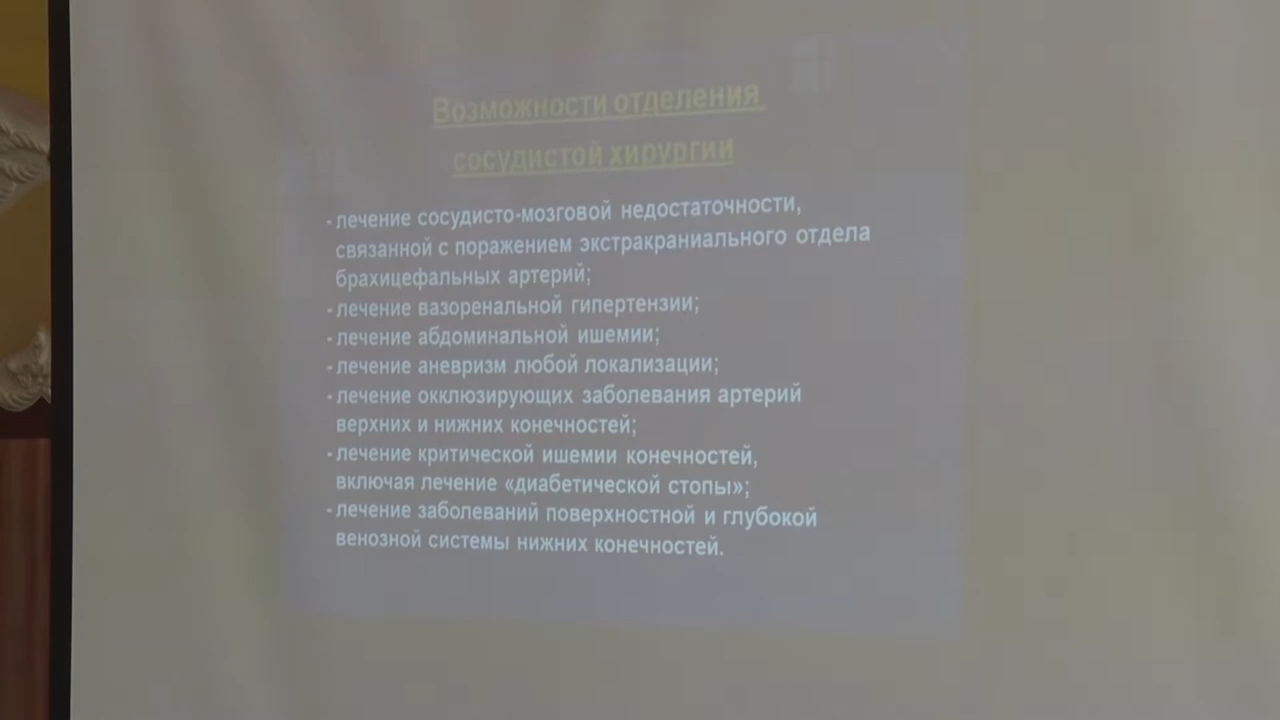 Возможности отделения
сосудистой хирургии
- лечение сосудисто-мозговой недостаточности,
связанной с поражением экстракраниального отдела
брахицефальных артерий;
- лечение вазоренальной гипертензии;
- лечение абдоминальной ишемии;
- лечение аневризм любой локализации;
- лечение окклюзирующих заболевания артерий
верхних и нижних конечностей;
- лечение критической ишемии конечностей,
включая лечение «диабетической стопы»;
- лечение заболеваний поверхностной и глубокой
венозной системы нижних конечностей.